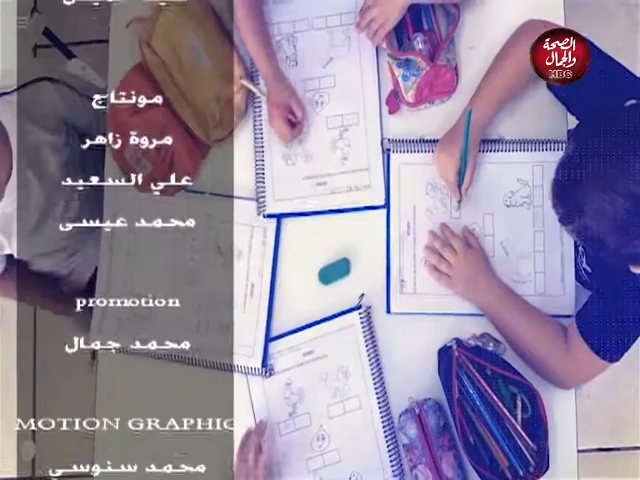 الصحة
والجمال
HBC
مونتاج
مروة زاهر
علي السعيد
محمد عيسى
promotion
محمد جمال
MOTION GRAPHIC
محمد سنوسي